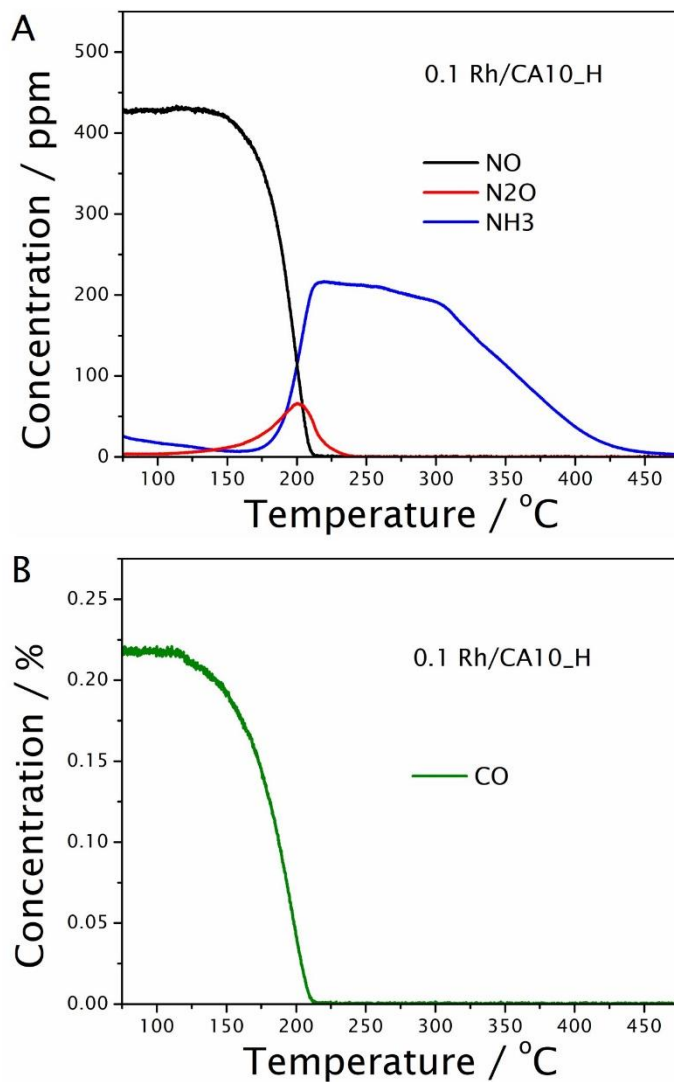 A
0.1 Rh/CA10_H
NO
N2O
NH3
500
400
300
200
100
0
Concentration / ppm
100 150 200 250 300 350 400 450
Temperature / °C
B
0.1 Rh/CA10_H
CO
0.25
0.20
0.15
0.10
0.05
0.00
Concentration / %
100 150 200 250 300 350 400 450
Temperature / °C